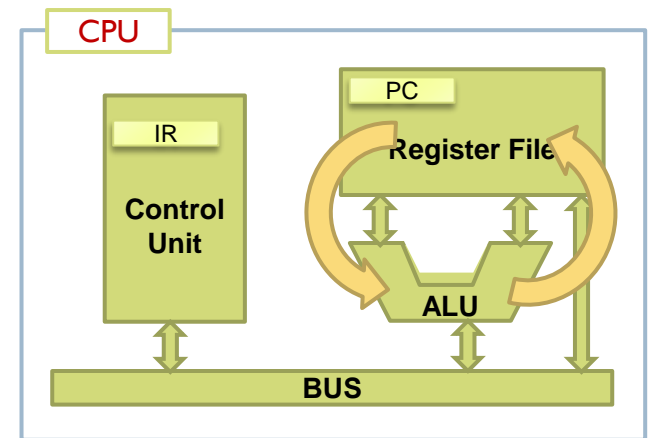 CPU
PC
IR
Register File
Control
Unit
ALU
BUS